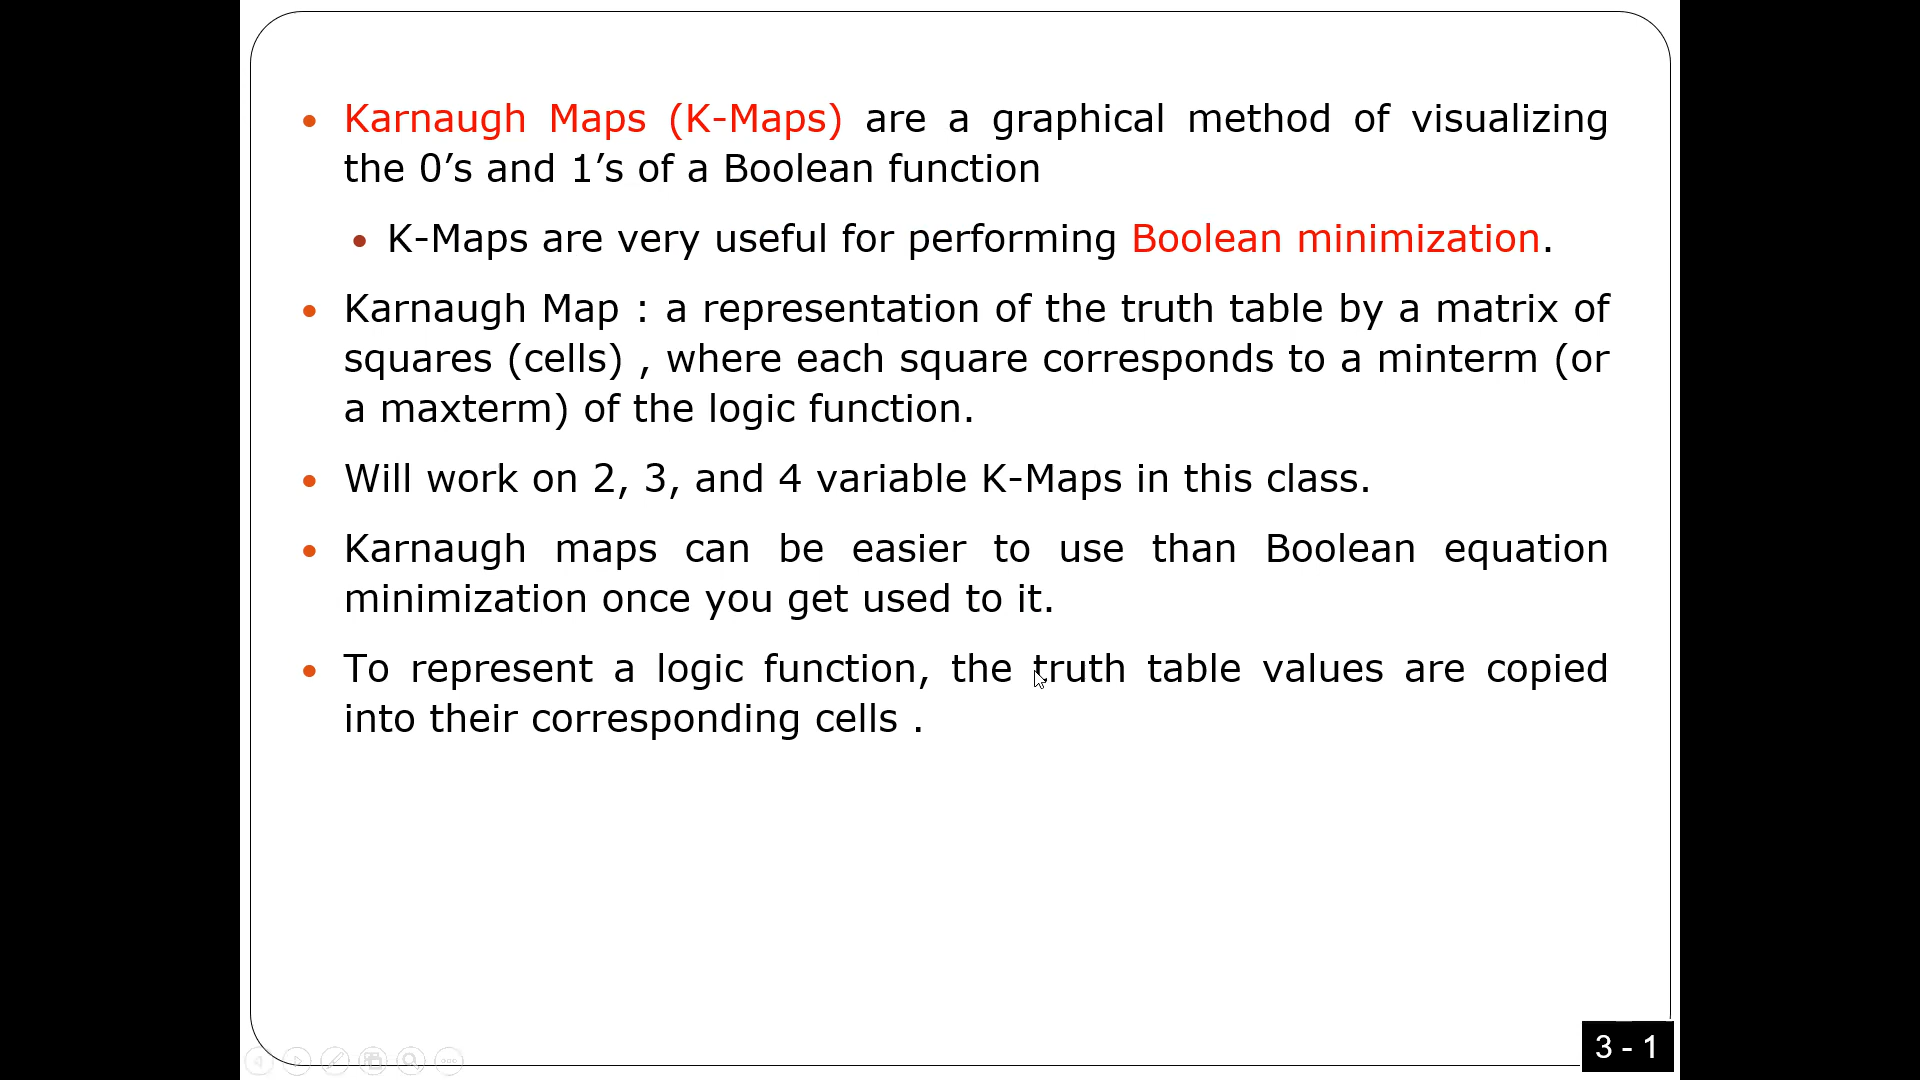 • Karnaugh Maps (K-Maps) are a graphical method of visualizing
the 0’s and 1’s of a Boolean function
• K-Maps are very useful for performing Boolean minimization.
• Karnaugh Map : a representation of the truth table by a matrix of
squares (cells) , where each square corresponds to a minterm (or
a maxterm) of the logic function.
• Will work on 2, 3, and 4 variable K-Maps in this class.
• Karnaugh maps can be easier to use than Boolean equation
minimization once you get used to it.
• To represent a logic function, the truth table values are copied
into their corresponding cells .
3 - 1